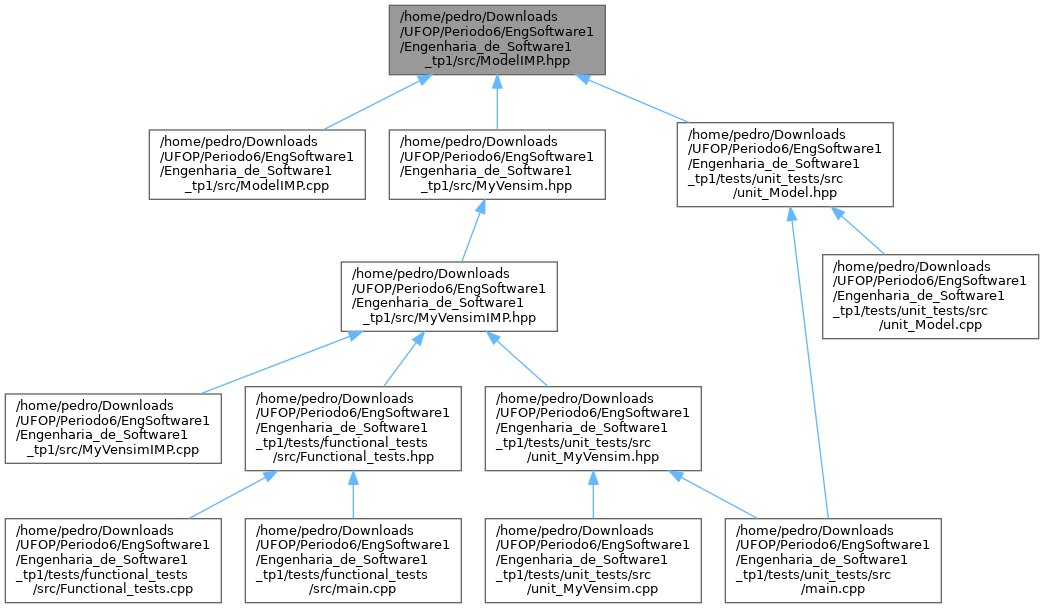 /home/pedro/Downloads
/UFOP/Periodo6/EngSoftware1
/Engenharia_de_Software1
_tp1/src/ModelIMP.hpp
/home/pedro/Downloads
/UFOP/Periodo6/EngSoftware1
/Engenharia_de_Software1
_tp1/src/ModelIMP.cpp
/home/pedro/Downloads
/UFOP/Periodo6/EngSoftware1
/Engenharia_de_Software1
_tp1/src/MyVensim.hpp
/home/pedro/Downloads
/UFOP/Periodo6/EngSoftware1
/Engenharia_de_Software1
_tp1/tests/unit_tests/src
/unit_Model.hpp
/home/pedro/Downloads
/UFOP/Periodo6/EngSoftware1
/Engenharia_de_Software1
_tp1/src/MyVensimIMP.hpp
/home/pedro/Downloads
/UFOP/Periodo6/EngSoftware1
/Engenharia_de_Software1
_tp1/tests/unit_tests/src
/unit_Model.cpp
/home/pedro/Downloads
/UFOP/Periodo6/EngSoftware1
/Engenharia_de_Software1
_tp1/src/MyVensimIMP.cpp
/home/pedro/Downloads
/UFOP/Periodo6/EngSoftware1
/Engenharia_de_Software1
_tp1/tests/functional_tests
/src/Functional_tests.hpp
/home/pedro/Downloads
/UFOP/Periodo6/EngSoftware1
/Engenharia_de_Software1
_tp1/tests/unit_tests/src
/unit_MyVensim.hpp
/home/pedro/Downloads
/UFOP/Periodo6/EngSoftware1
/Engenharia_de_Software1
_tp1/tests/functional_tests
/src/Functional_tests.cpp
/home/pedro/Downloads
/UFOP/Periodo6/EngSoftware1
/Engenharia_de_Software1
_tp1/tests/functional_tests
/src/main.cpp
/home/pedro/Downloads
/UFOP/Periodo6/EngSoftware1
/Engenharia_de_Software1
_tp1/tests/unit_tests/src
/unit_MyVensim.cpp
/home/pedro/Downloads
/UFOP/Periodo6/EngSoftware1
/Engenharia_de_Software1
_tp1/tests/unit_tests/src
/main.cpp